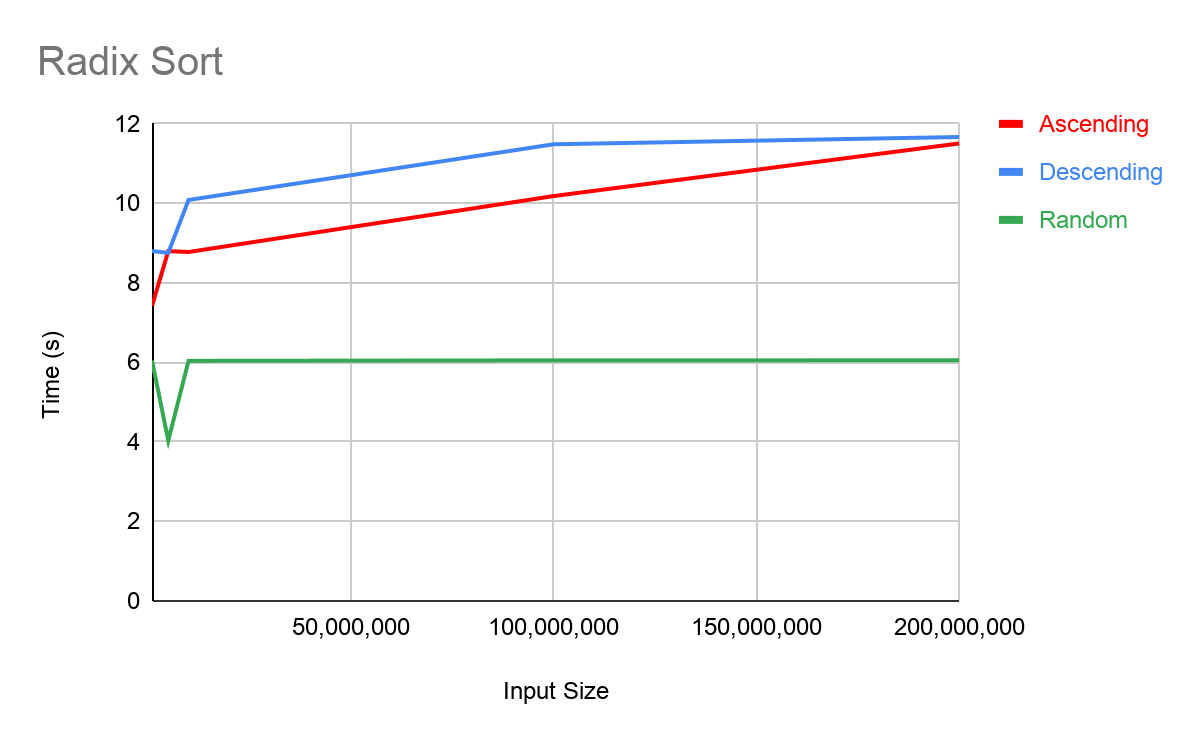 Radix Sort
12
10
8
6
4
2
0
Time (s)
50,000,000
100,000,000
150,000,000
200,000,000
Input Size
Ascending
Descending
Random